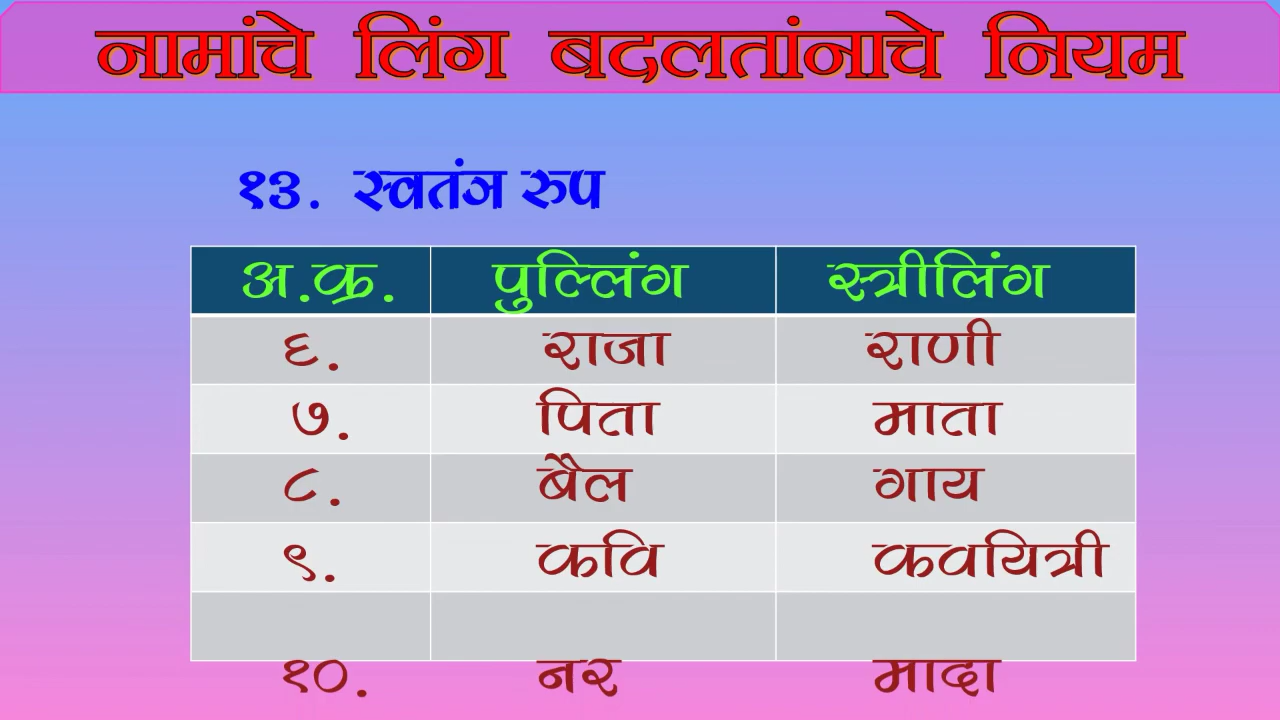 नामांचे लिंग बदलतांनाचे नियम
१३. स्वतंत्र रुप
अ.क्र. पुल्लिंग स्त्रीलिंग
६. राजा राणी
७. पिता माता
८. बैल गाय
९. कवि कवयित्री
१०. नर मादा